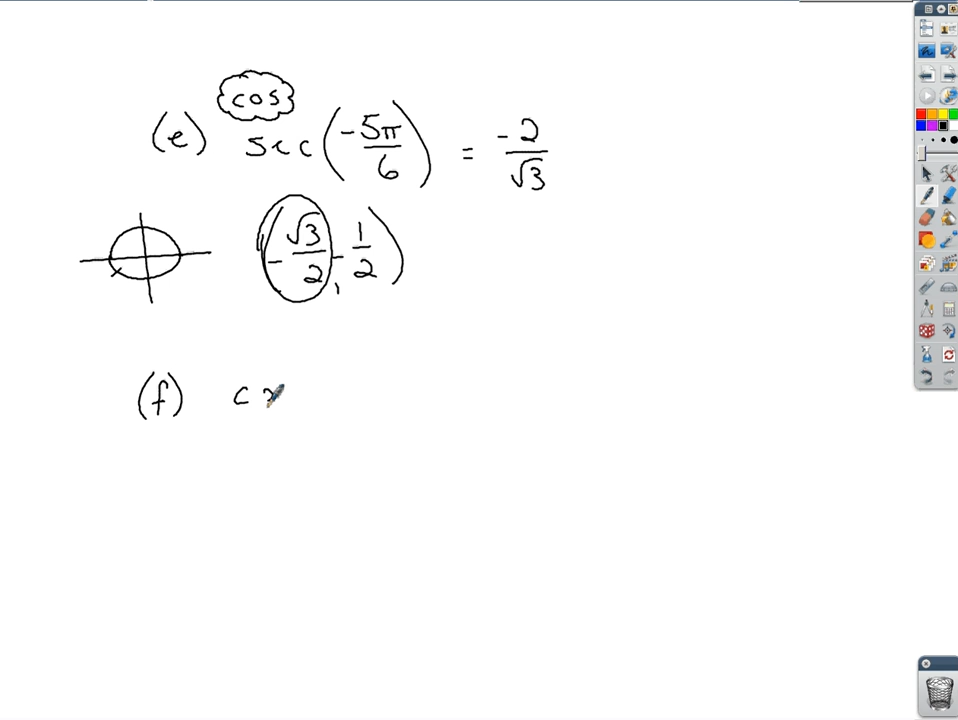 cos
(e) sec(-5π/6) = -2/√3
(-√3/2, -1/2)
(f) c